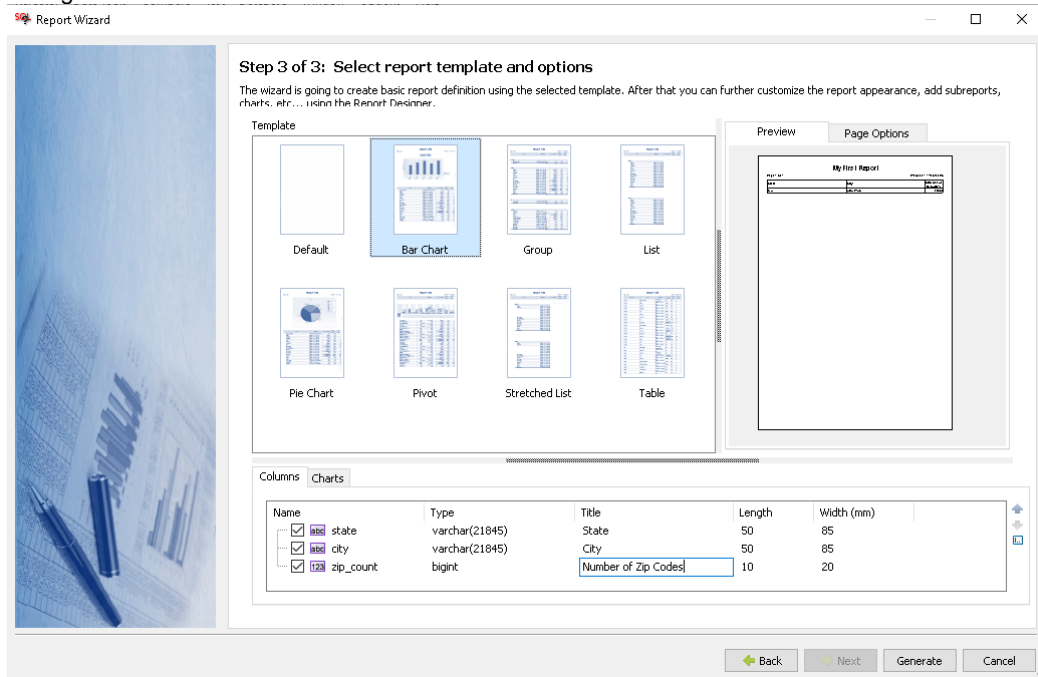 SQL Report Wizard
Step 3 of 3: Select report template and options
The wizard is going to create basic report definition using the selected template. After that you can further customize the report appearance, add subreports,
charts, etc... using the Report Designer.
Template
Preview
Page Options
Default
Bar Chart
Group
List
My First Report
Pie Chart
Pivot
Stretched List
Table
Columns
Charts
Name Type Title Length Width (mm)
abc state varchar(21845) State 50 85
abc city varchar(21845) City 50 85
123 zip_count bigint Number of Zip Codes 10 20
Back
Next
Generate
Cancel